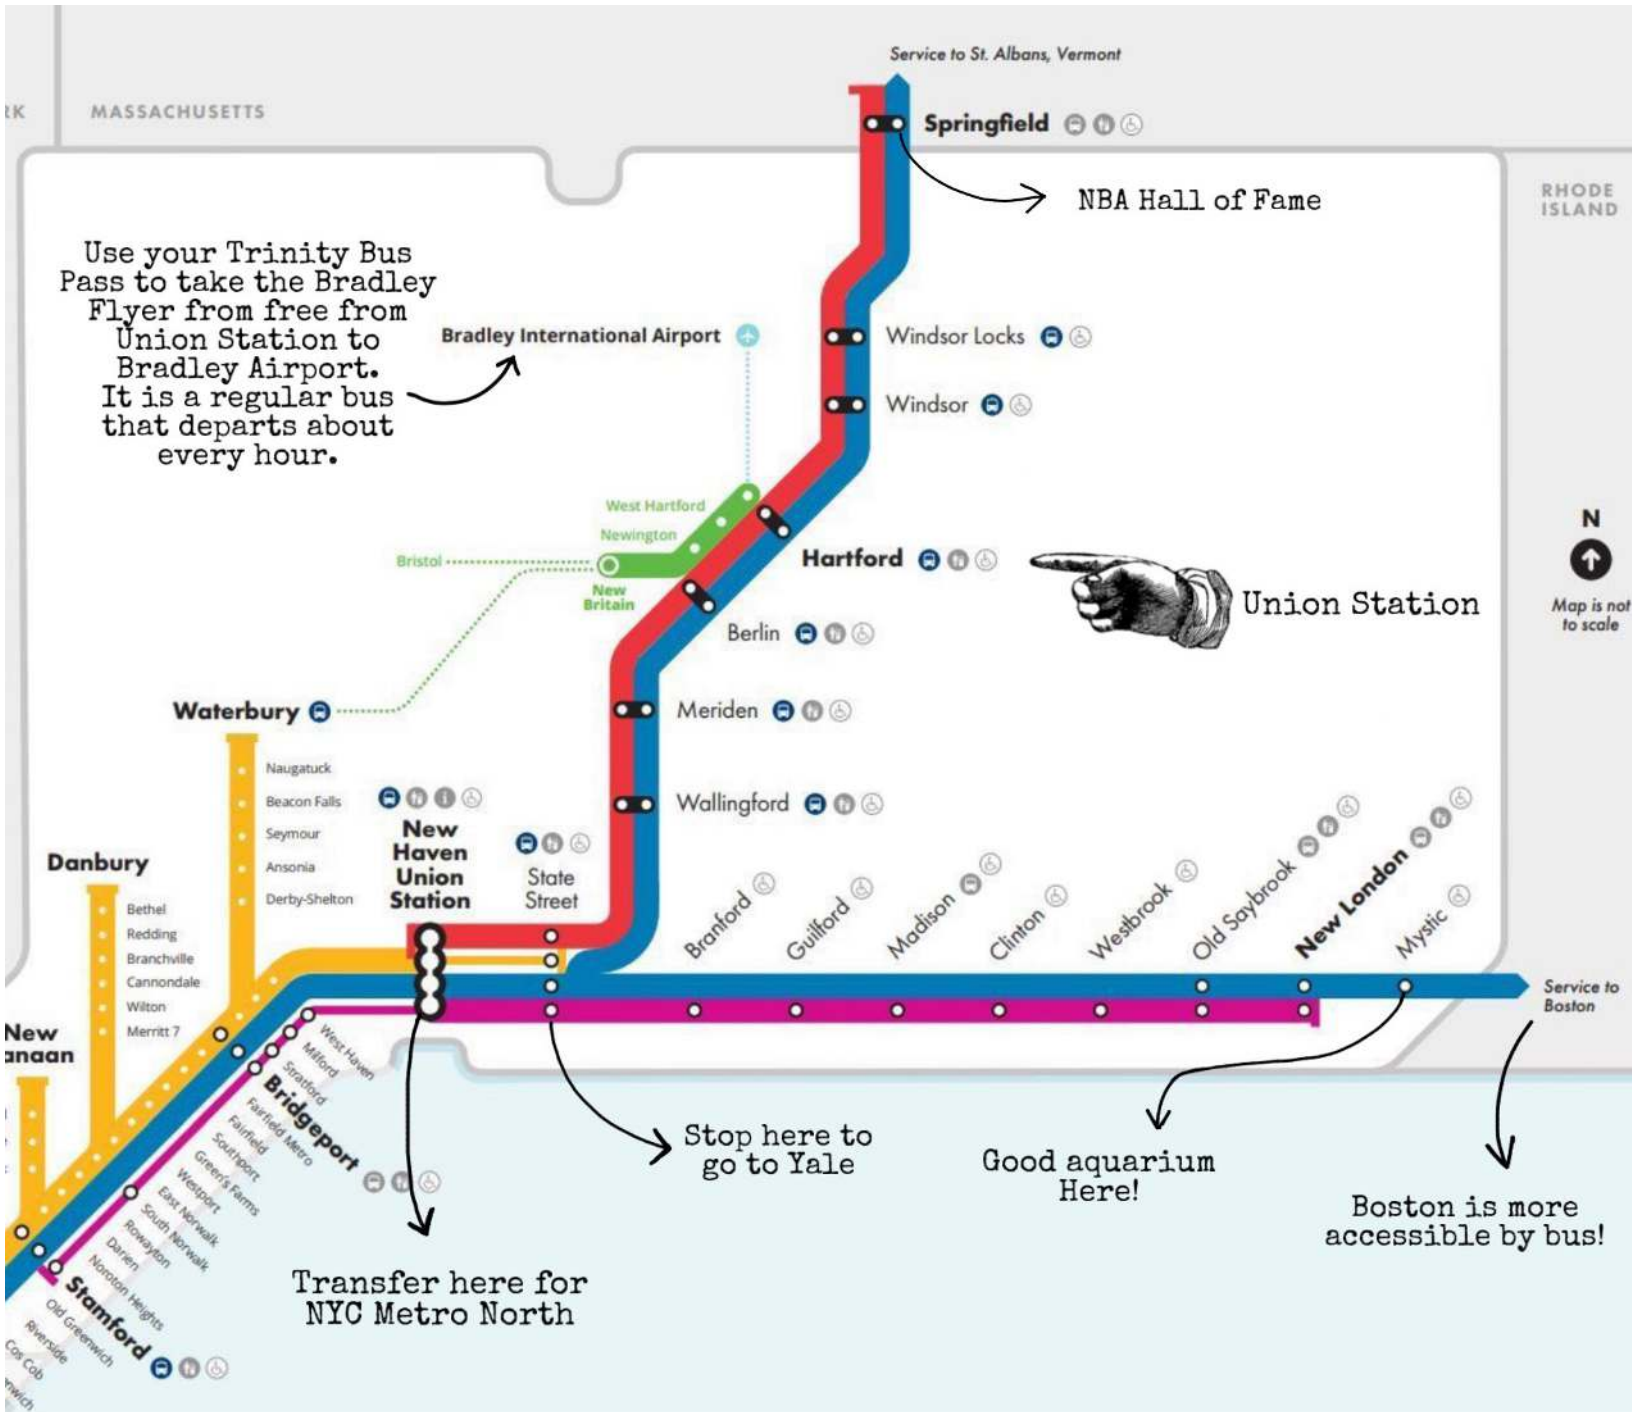 Service to St. Albans, Vermont
RK
MASSACHUSETTS
Springfield
RHODE
ISLAND
NBA Hall of Fame
Use your Trinity Bus
Pass to take the Bradley
Flyer from free from
Union Station to
Bradley Airport.
It is a regular bus
that departs about
every hour.
Bradley International Airport
Windsor Locks
Windsor
West Hartford
Newington
Bristol
New
Britain
Hartford
Union Station
N
Map is not
to scale
Berlin
Waterbury
Meriden
Naugatuck
Beacon Falls
Seymour
Ansonia
Derby-Shelton
Wallingford
New
Haven
Union
Station
State
Street
Danbury
Bethel
Redding
Branchville
Cannondale
Wilton
Merritt 7
Branford
Guilford
Madison
Clinton
Westbrook
Old Saybrook
New London
Mystic
Service to
Boston
New
anaan
West Haven
Milford
Stratford
Bridgeport
Fairfield Metro
Fairfield
Southport
Green's Farms
Westport
East Norwalk
South Norwalk
Rowayton
Darien
Noroton Heights
Stamford
Old Greenwich
Riverside
Cos Cob
nwich
Stop here to
go to Yale
Good aquarium
Here!
Boston is more
accessible by bus!
Transfer here for
NYC Metro North